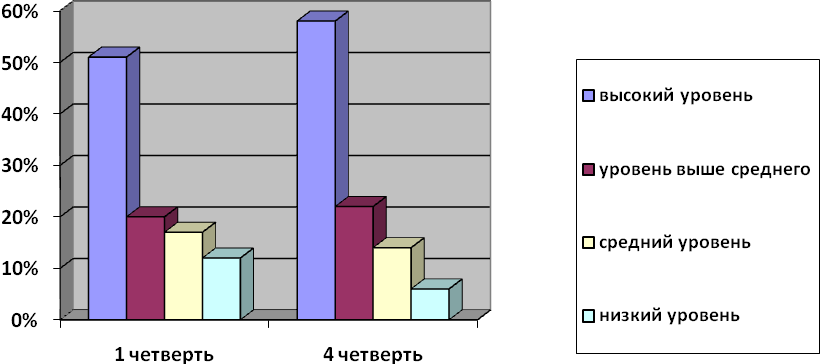 60%
50%
40%
30%
20%
10%
0%
1 четверть
4 четверть
высокий уровень
уровень выше среднего
средний уровень
низкий уровень